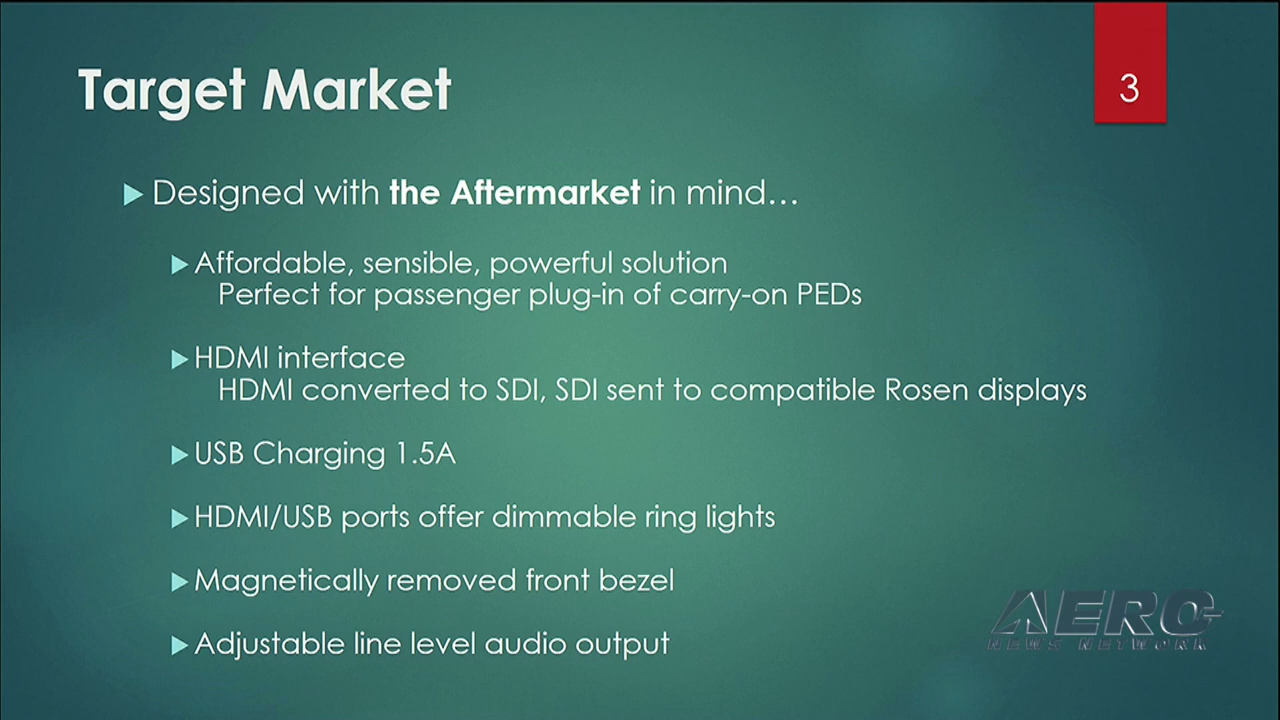 Target Market
3
Designed with the Aftermarket in mind...
Affordable, sensible, powerful solution
Perfect for passenger plug-in of carry-on PEDs
HDMI interface
HDMI converted to SDI, SDI sent to compatible Rosen displays
USB Charging 1.5A
HDMI/USB ports offer dimmable ring lights
Magnetically removed front bezel
Adjustable line level audio output
AERO
NEWS NETWORK